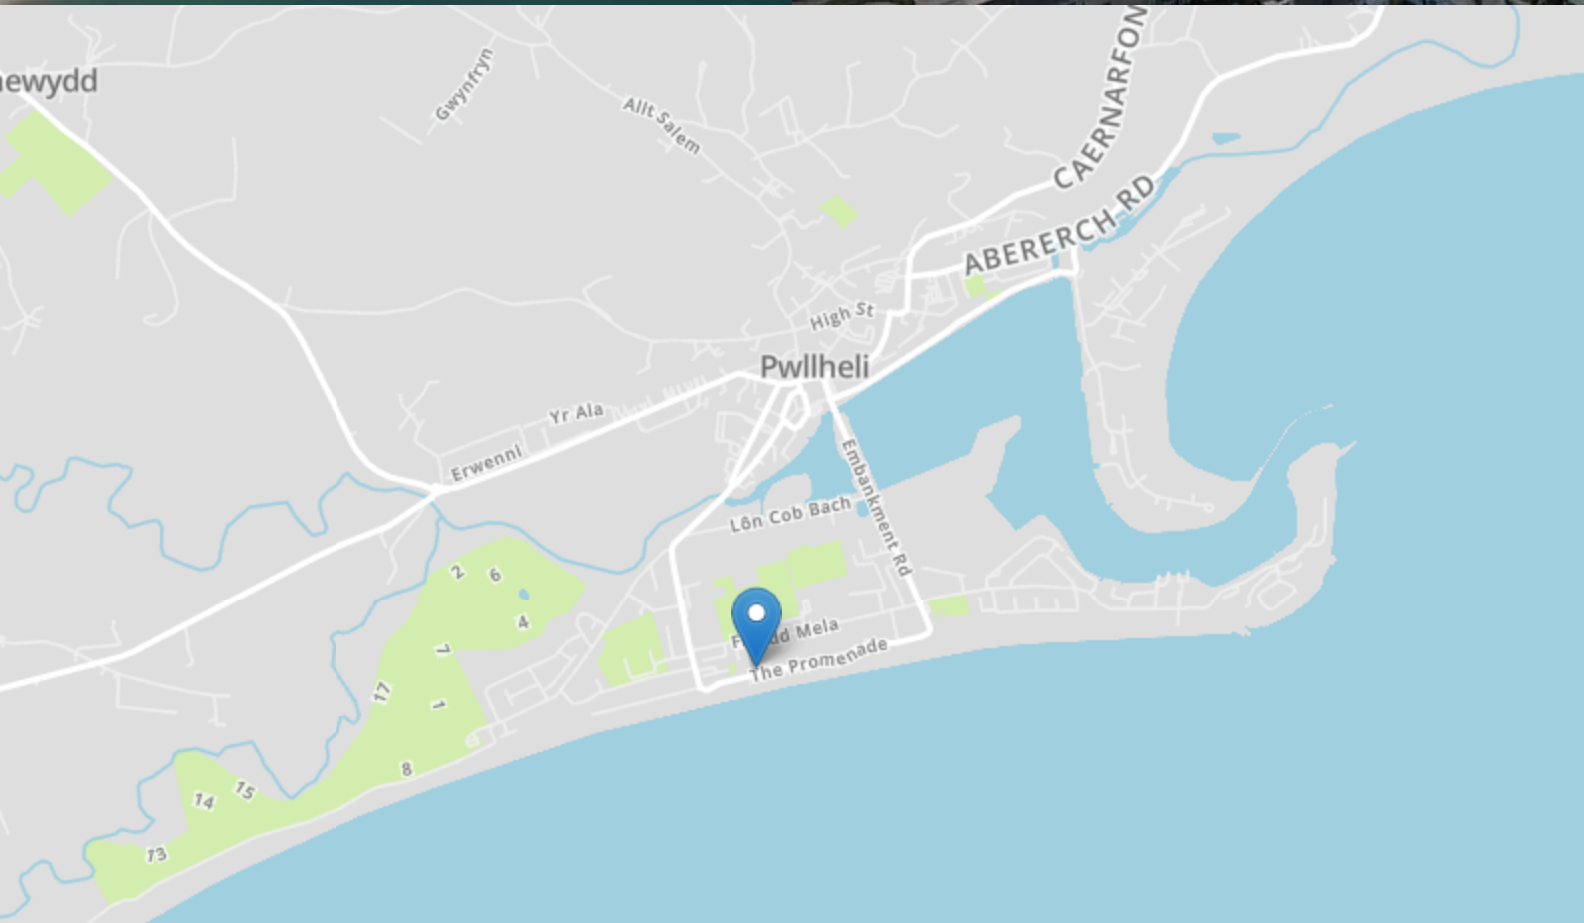 ewydd
Gwynfryn
Allt Salem
CAERNARFON
ABERERCH RD
High St
Pwllheli
Yr Ala
Erwennl
Embankment Rd
Lôn Cob Bach
2
6
4
7
dd Mela
The Promenade
17
1
8
15
14
13